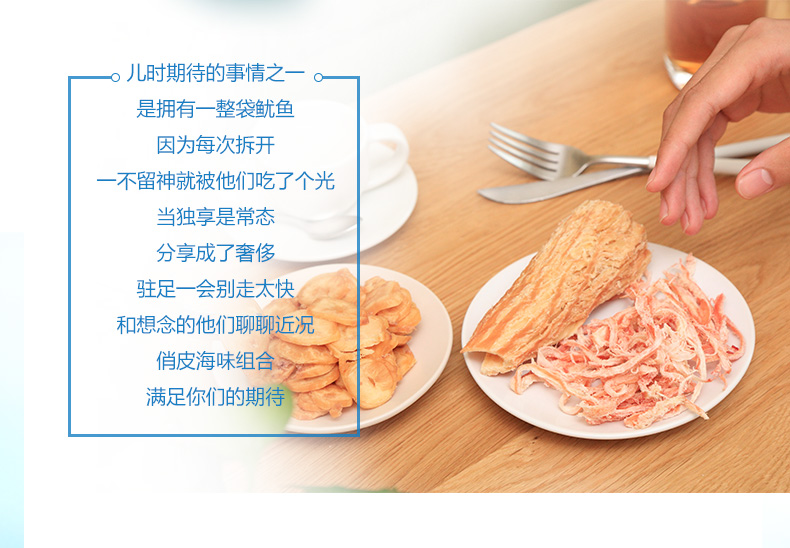 儿时期待的事情之一
是拥有一整袋鱿鱼
因为每次拆开
一不留神就被他们吃了个光
当独享是常态
分享成了奢侈
驻足一会别走太快
和想念的他们聊聊近况
俏皮海味组合
满足你们的期待